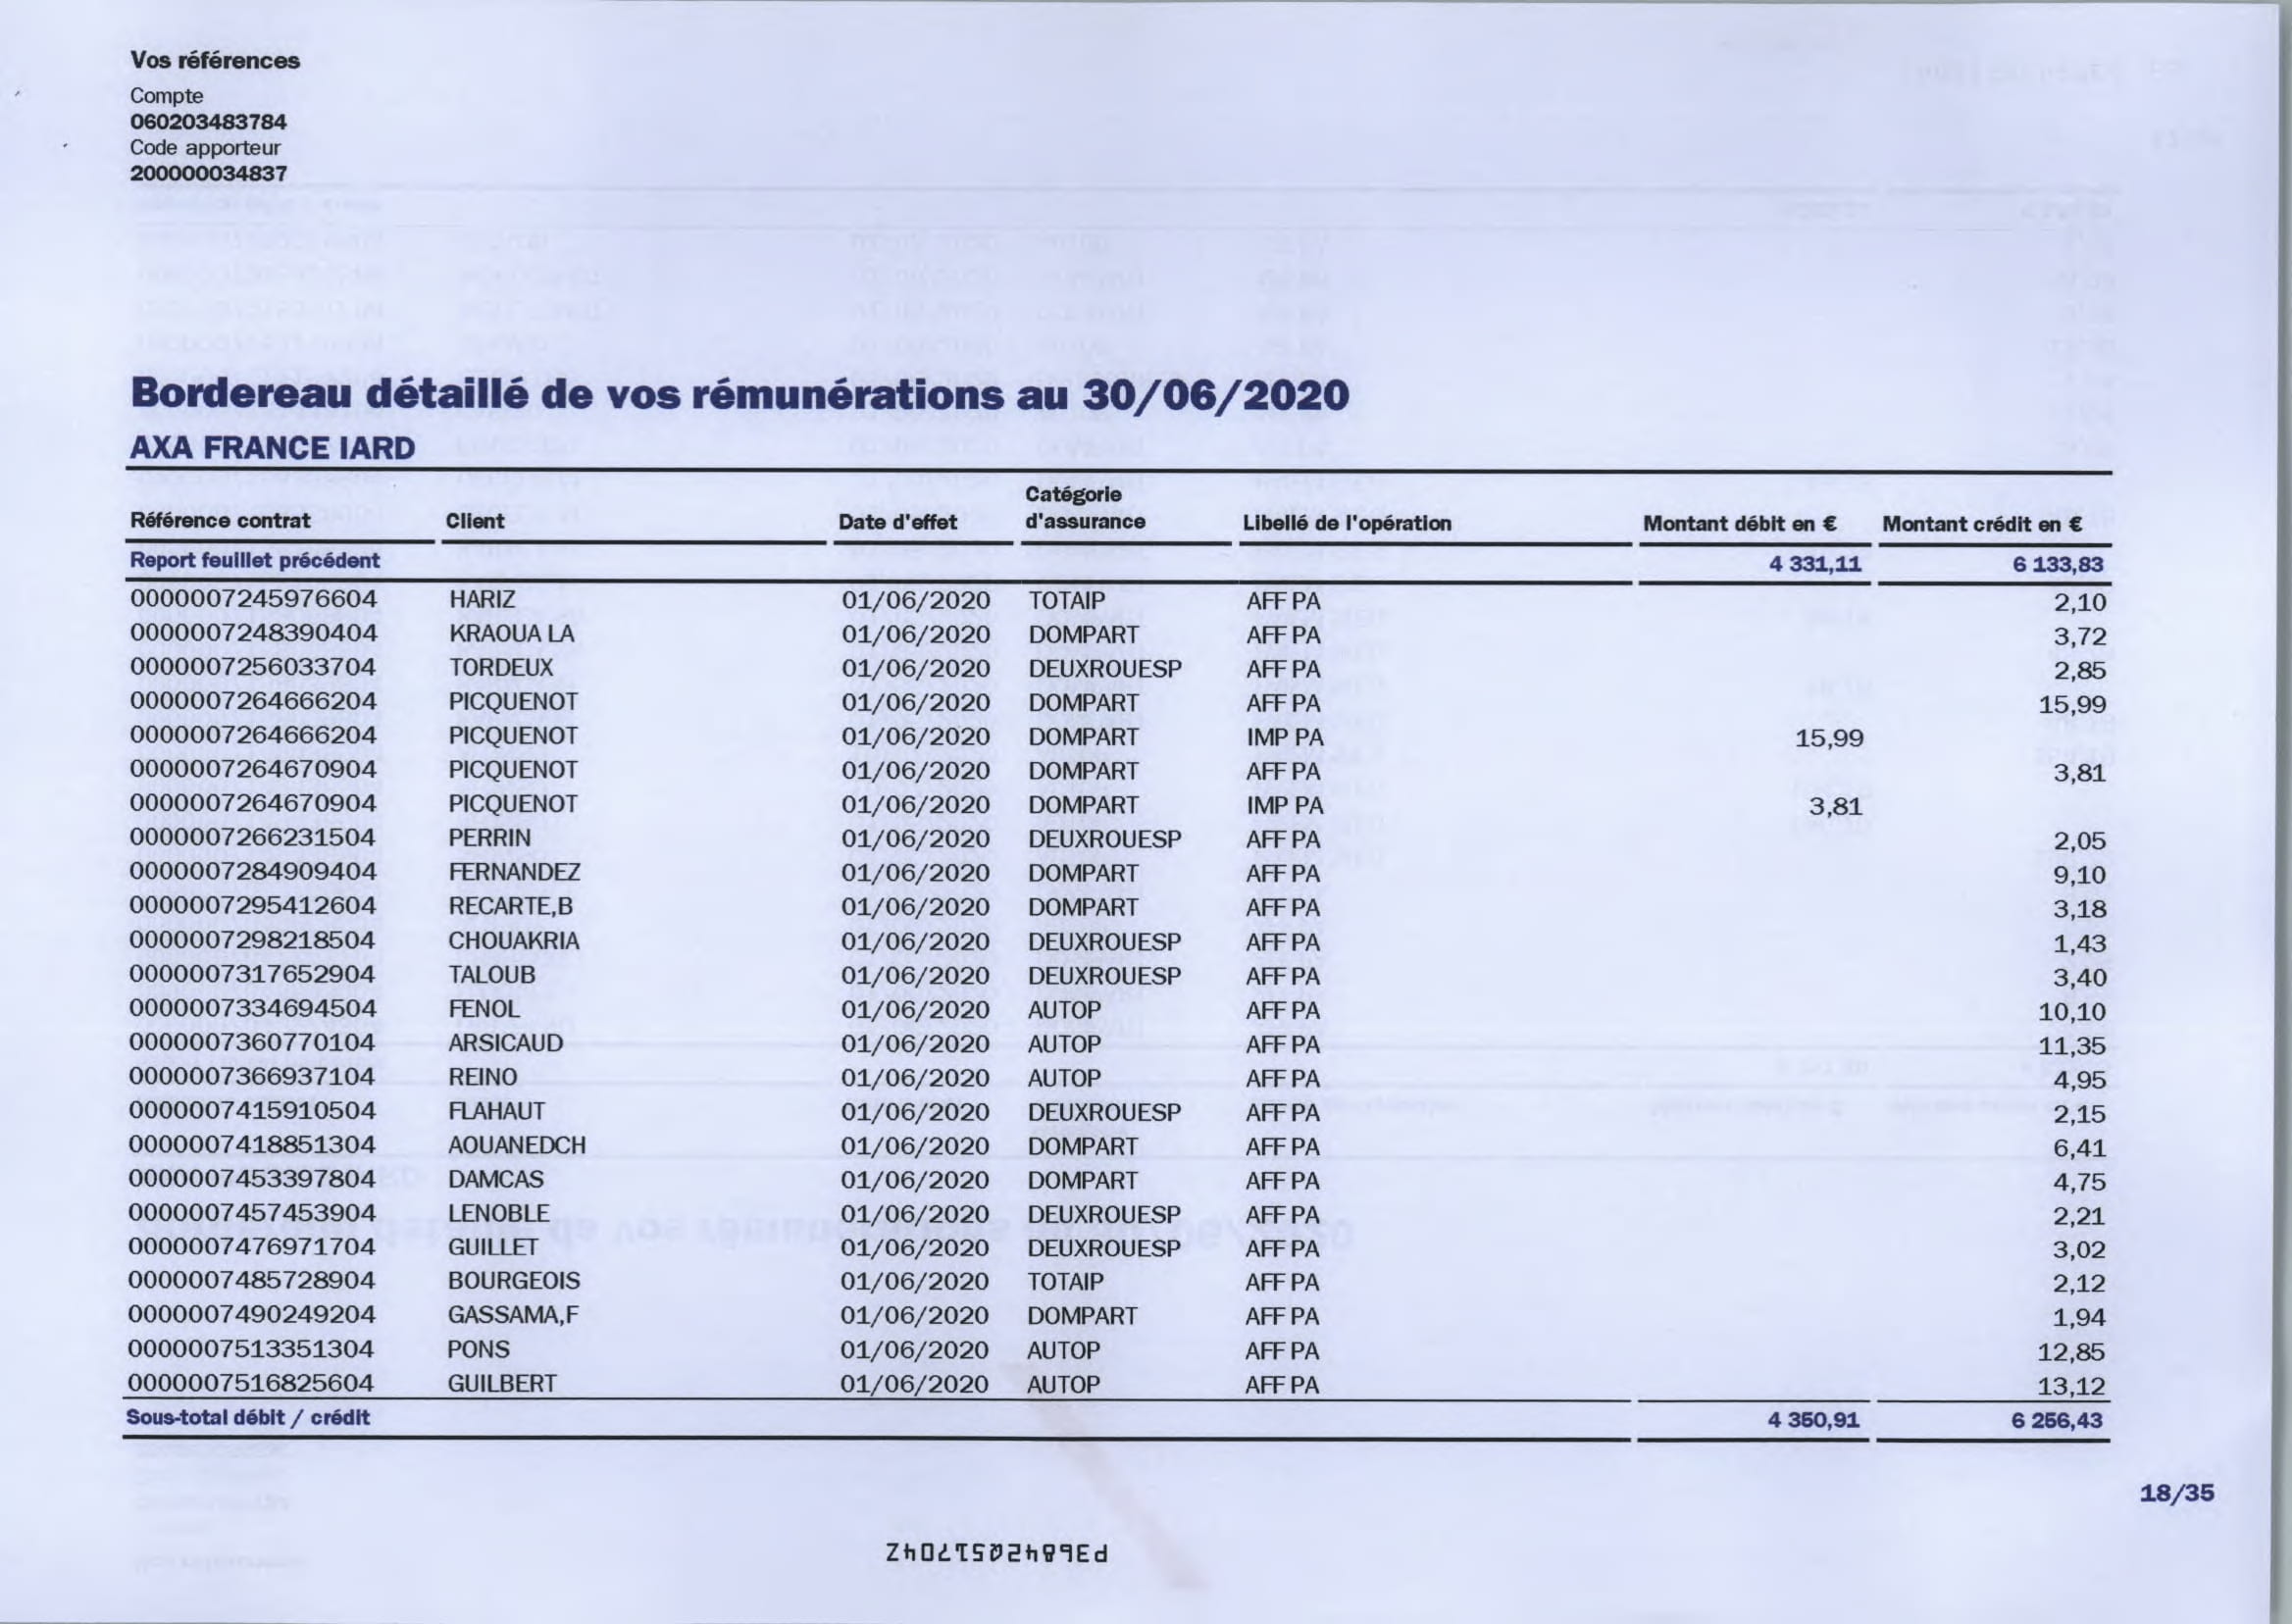 Vos références
Compte
060203483784
Code apporteur
200000034837
Bordereau détaillé de vos rémunérations au 30/06/2020
AXA FRANCE IARD
Référence contrat Client Date d'effet Catégorie d'assurance Libellé de l'opération Montant débit en € Montant crédit en €
Report feuillet précédent 4 331,11 6 133,83
0000007245976604 HARIZ 01/06/2020 TOTAIP AFF PA 2,10
0000007248390404 KRAOUA LA 01/06/2020 DOMPART AFF PA 3,72
0000007256033704 TORDEUX 01/06/2020 DEUXROUESP AFF PA 2,85
0000007264666204 PICQUENOT 01/06/2020 DOMPART AFF PA 15,99
0000007264666204 PICQUENOT 01/06/2020 DOMPART IMP PA 15,99
0000007264670904 PICQUENOT 01/06/2020 DOMPART AFF PA 3,81
0000007264670904 PICQUENOT 01/06/2020 DOMPART IMP PA 3,81
0000007266231504 PERRIN 01/06/2020 DEUXROUESP AFF PA 2,05
0000007284909404 FERNANDEZ 01/06/2020 DOMPART AFF PA 9,10
0000007295412604 RECARTE,B 01/06/2020 DOMPART AFF PA 3,18
0000007298218504 CHOUAKRIA 01/06/2020 DEUXROUESP AFF PA 1,43
0000007317652904 TALOUB 01/06/2020 DEUXROUESP AFF PA 3,40
0000007334694504 FENOL 01/06/2020 AUTOP AFF PA 10,10
0000007360770104 ARSICAUD 01/06/2020 AUTOP AFF PA 11,35
0000007366937104 REINO 01/06/2020 AUTOP AFF PA 4,95
0000007415910504 FLAHAUT 01/06/2020 DEUXROUESP AFF PA 2,15
0000007418851304 AOUANEDCH 01/06/2020 DOMPART AFF PA 6,41
0000007453397804 DAMCAS 01/06/2020 DOMPART AFF PA 4,75
0000007457453904 LENOBLE 01/06/2020 DEUXROUESP AFF PA 2,21
0000007476971704 GUILLET 01/06/2020 DEUXROUESP AFF PA 3,02
0000007485728904 BOURGEOIS 01/06/2020 TOTAIP AFF PA 2,12
0000007490249204 GASSAMA,F 01/06/2020 DOMPART AFF PA 1,94
0000007513351304 PONS 01/06/2020 AUTOP AFF PA 12,85
0000007516825604 GUILBERT 01/06/2020 AUTOP AFF PA 13,12
Sous-total débit / crédit 4 350,91 6 256,43
18/35